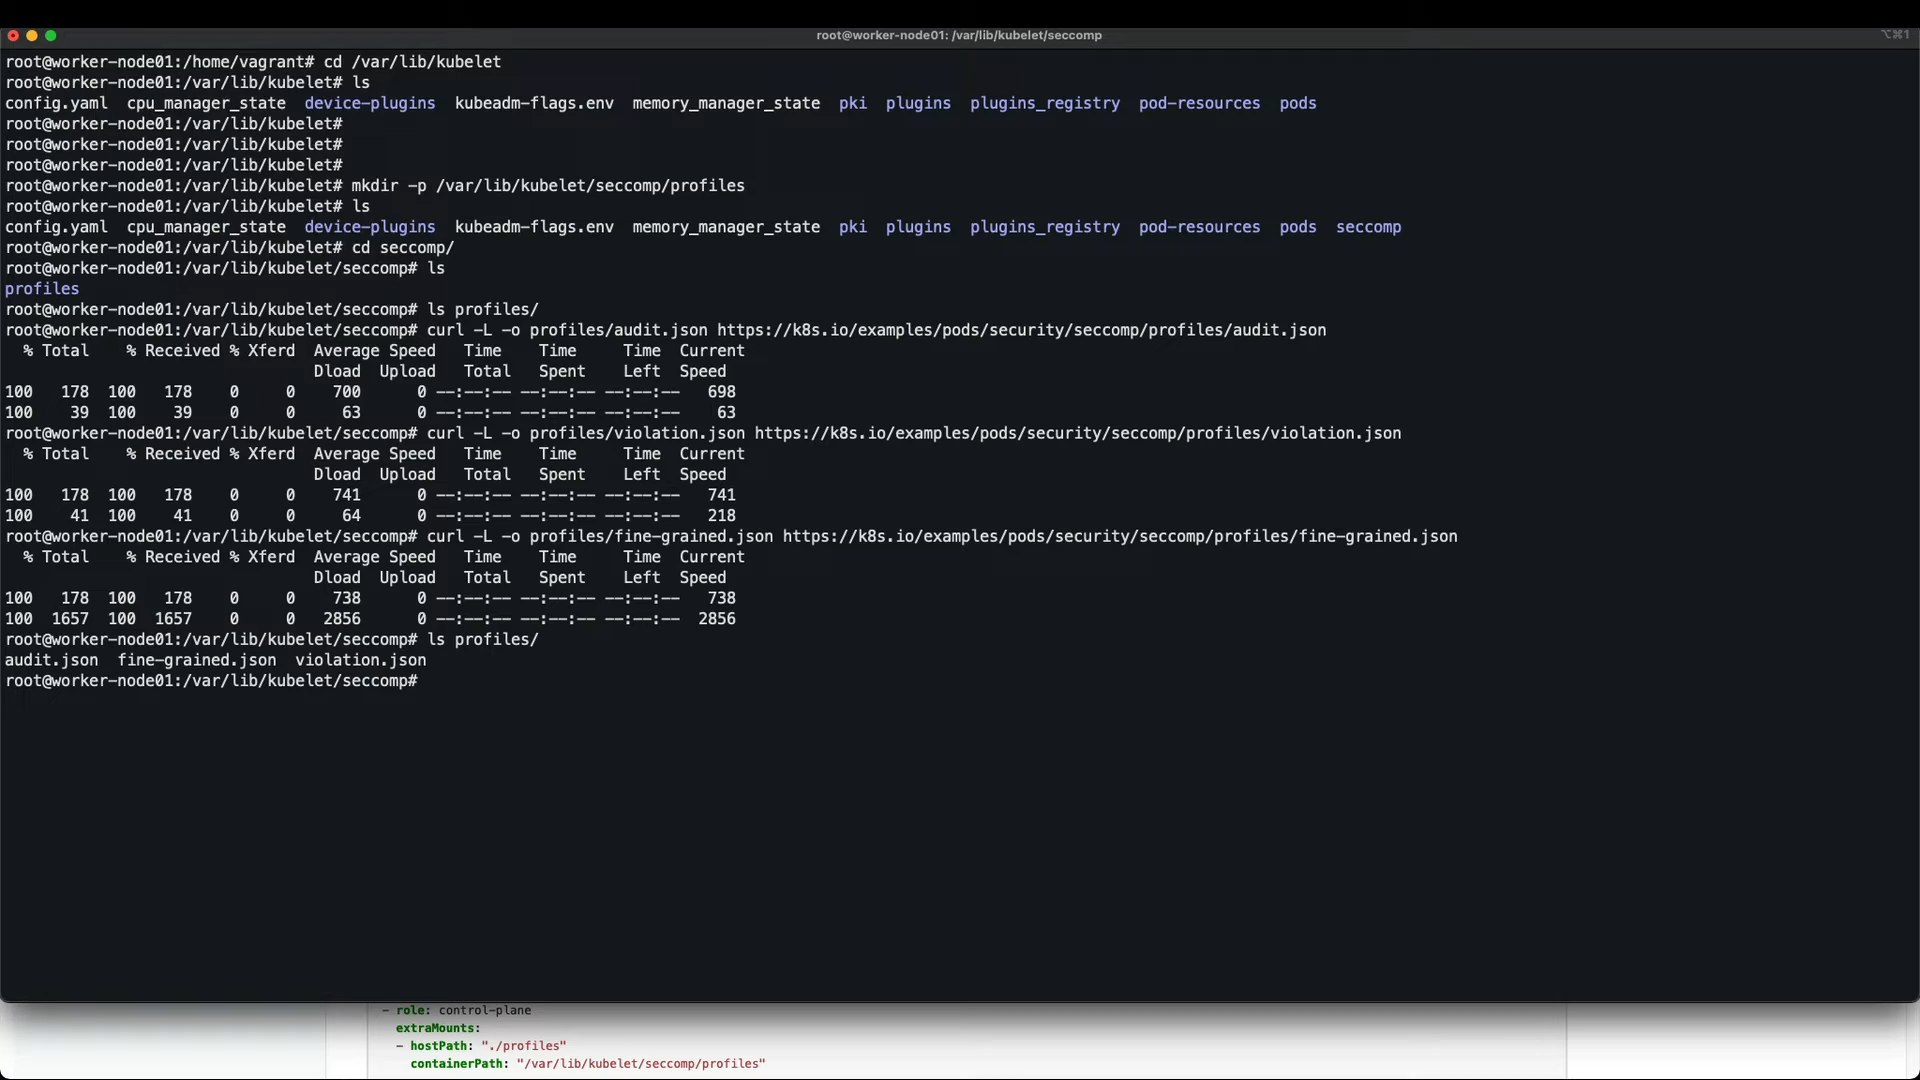 root@worker-node01: /var/lib/kubelet/seccomp
⌥⌘1
root@worker-node01:/home/vagrant# cd /var/lib/kubelet
root@worker-node01:/var/lib/kubelet# ls
config.yaml  cpu_manager_state  device-plugins  kubeadm-flags.env  memory_manager_state  pki  plugins  plugins_registry  pod-resources  pods
root@worker-node01:/var/lib/kubelet#
root@worker-node01:/var/lib/kubelet#
root@worker-node01:/var/lib/kubelet#
root@worker-node01:/var/lib/kubelet# mkdir -p /var/lib/kubelet/seccomp/profiles
root@worker-node01:/var/lib/kubelet# ls
config.yaml  cpu_manager_state  device-plugins  kubeadm-flags.env  memory_manager_state  pki  plugins  plugins_registry  pod-resources  pods  seccomp
root@worker-node01:/var/lib/kubelet# cd seccomp/
root@worker-node01:/var/lib/kubelet/seccomp# ls
profiles
root@worker-node01:/var/lib/kubelet/seccomp# ls profiles/
root@worker-node01:/var/lib/kubelet/seccomp# curl -L -o profiles/audit.json https://k8s.io/examples/pods/security/seccomp/profiles/audit.json
  % Total    % Received % Xferd  Average Speed   Time    Time     Time  Current
                                 Dload  Upload   Total   Spent    Left  Speed
100   178  100   178    0     0    700      0 --:--:-- --:--:-- --:--:--   698
100    39  100    39    0     0     63      0 --:--:-- --:--:-- --:--:--    63
root@worker-node01:/var/lib/kubelet/seccomp# curl -L -o profiles/violation.json https://k8s.io/examples/pods/security/seccomp/profiles/violation.json
  % Total    % Received % Xferd  Average Speed   Time    Time     Time  Current
                                 Dload  Upload   Total   Spent    Left  Speed
100   178  100   178    0     0    741      0 --:--:-- --:--:-- --:--:--   741
100    41  100    41    0     0     64      0 --:--:-- --:--:-- --:--:--   218
root@worker-node01:/var/lib/kubelet/seccomp# curl -L -o profiles/fine-grained.json https://k8s.io/examples/pods/security/seccomp/profiles/fine-grained.json
  % Total    % Received % Xferd  Average Speed   Time    Time     Time  Current
                                 Dload  Upload   Total   Spent    Left  Speed
100   178  100   178    0     0    738      0 --:--:-- --:--:-- --:--:--   738
100  1657  100  1657    0     0   2856      0 --:--:-- --:--:-- --:--:--  2856
root@worker-node01:/var/lib/kubelet/seccomp# ls profiles/
audit.json  fine-grained.json  violation.json
root@worker-node01:/var/lib/kubelet/seccomp#
- role: control-plane
extraMounts:
- hostPath: "./profiles"
containerPath: "/var/lib/kubelet/seccomp/profiles"